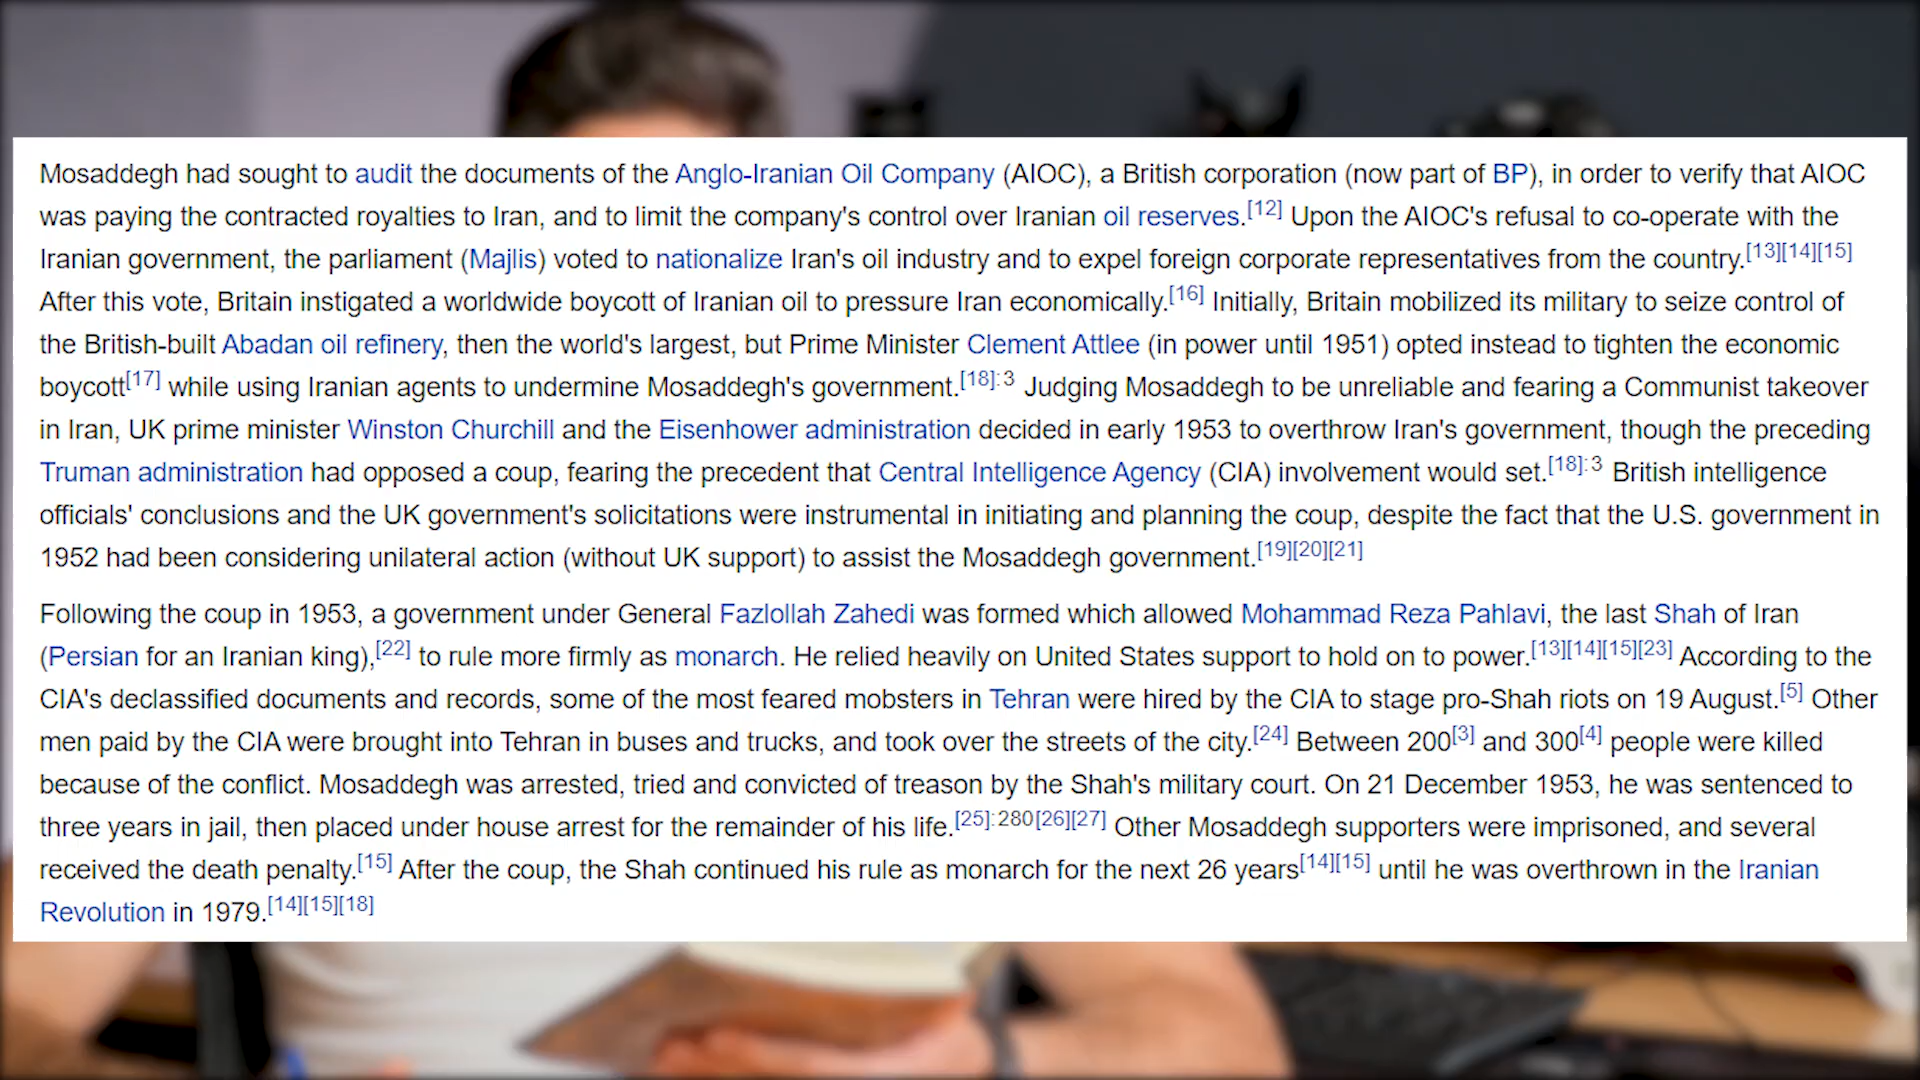 Mosaddegh had sought to audit the documents of the Anglo-Iranian Oil Company (AIOC), a British corporation (now part of BP), in order to verify that AIOC
was paying the contracted royalties to Iran, and to limit the company's control over Iranian oil reserves.[12] Upon the AIOC's refusal to co-operate with the
Iranian government, the parliament (Majlis) voted to nationalize Iran's oil industry and to expel foreign corporate representatives from the country.[13][14][15]
After this vote, Britain instigated a worldwide boycott of Iranian oil to pressure Iran economically.[16] Initially, Britain mobilized its military to seize control of
the British-built Abadan oil refinery, then the world's largest, but Prime Minister Clement Attlee (in power until 1951) opted instead to tighten the economic
boycott[17] while using Iranian agents to undermine Mosaddegh's government.[18]:3 Judging Mosaddegh to be unreliable and fearing a Communist takeover
in Iran, UK prime minister Winston Churchill and the Eisenhower administration decided in early 1953 to overthrow Iran's government, though the preceding
Truman administration had opposed a coup, fearing the precedent that Central Intelligence Agency (CIA) involvement would set.[18]:3 British intelligence
officials' conclusions and the UK government's solicitations were instrumental in initiating and planning the coup, despite the fact that the U.S. government in
1952 had been considering unilateral action (without UK support) to assist the Mosaddegh government.[19][20][21]
Following the coup in 1953, a government under General Fazlollah Zahedi was formed which allowed Mohammad Reza Pahlavi, the last Shah of Iran
(Persian for an Iranian king),[22] to rule more firmly as monarch. He relied heavily on United States support to hold on to power.[13][14][15][23] According to the
CIA's declassified documents and records, some of the most feared mobsters in Tehran were hired by the CIA to stage pro-Shah riots on 19 August.[5] Other
men paid by the CIA were brought into Tehran in buses and trucks, and took over the streets of the city.[24] Between 200[3] and 300[4] people were killed
because of the conflict. Mosaddegh was arrested, tried and convicted of treason by the Shah's military court. On 21 December 1953, he was sentenced to
three years in jail, then placed under house arrest for the remainder of his life.[25]:280[26][27] Other Mosaddegh supporters were imprisoned, and several
received the death penalty.[15] After the coup, the Shah continued his rule as monarch for the next 26 years[14][15] until he was overthrown in the Iranian
Revolution in 1979.[14][15][18]